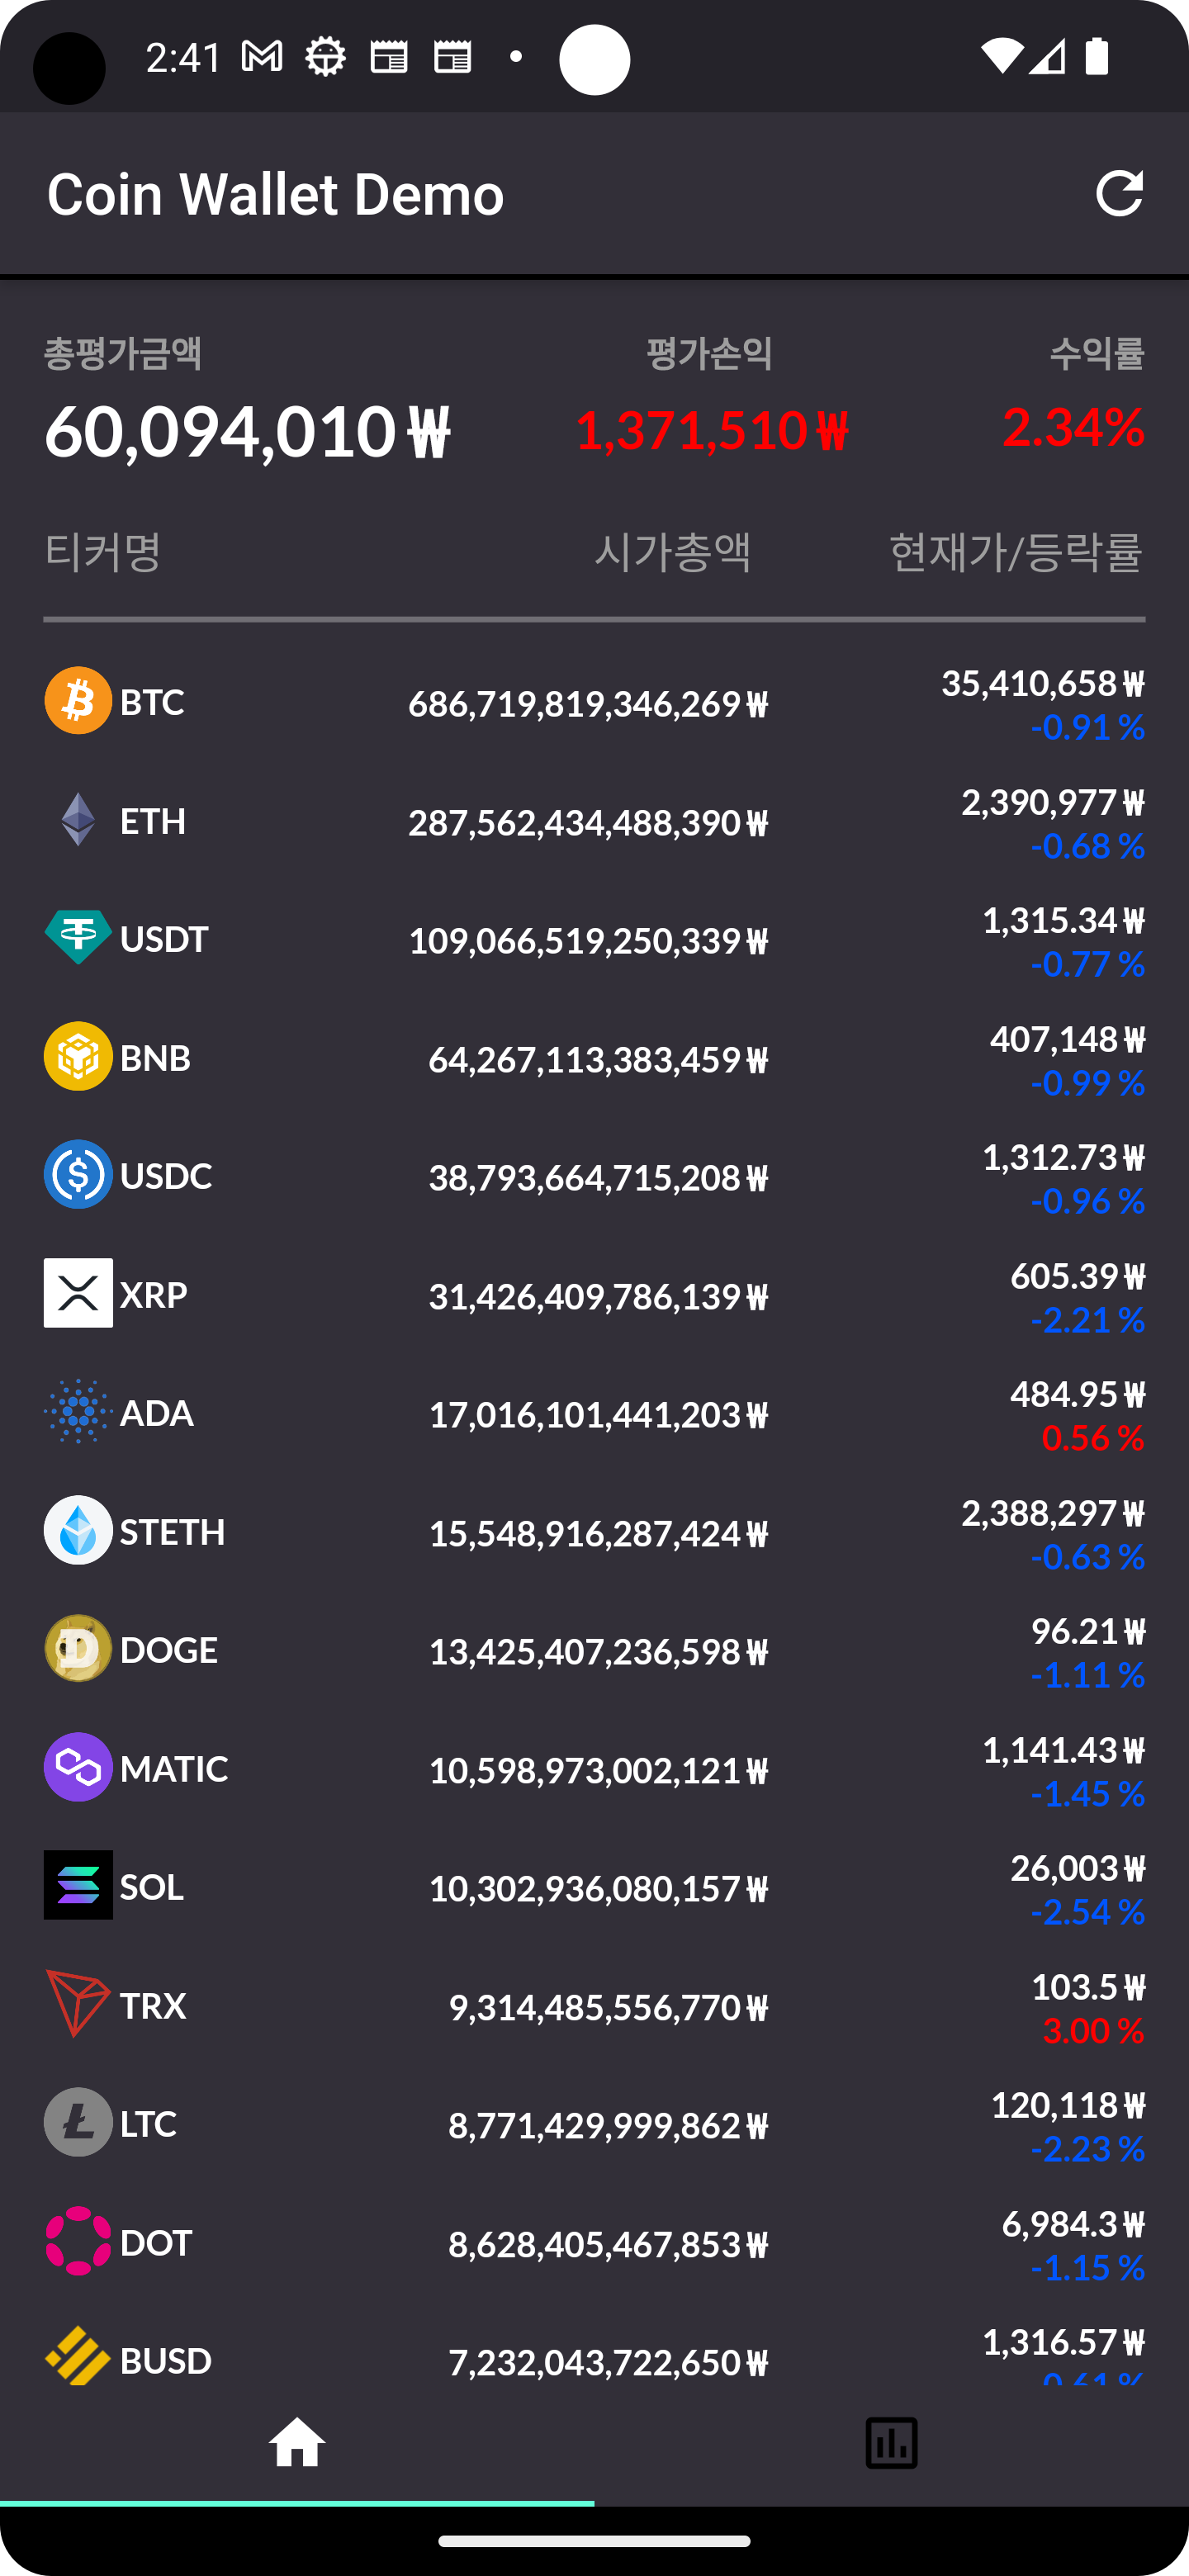 2:41
Coin Wallet Demo
총평가금액 평가손익 수익률
60,094,010₩ 1,371,510₩ 2.34%
티커명 시가총액 현재가/등락률
BTC 686,719,819,346,269₩ 35,410,658₩
-0.91 %
ETH 287,562,434,488,390₩ 2,390,977₩
-0.68 %
USDT 109,066,519,250,339₩ 1,315.34₩
-0.77 %
BNB 64,267,113,383,459₩ 407,148₩
-0.99 %
USDC 38,793,664,715,208₩ 1,312.73₩
-0.96 %
XRP 31,426,409,786,139₩ 605.39₩
-2.21 %
ADA 17,016,101,441,203₩ 484.95₩
0.56 %
STETH 15,548,916,287,424₩ 2,388,297₩
-0.63 %
DOGE 13,425,407,236,598₩ 96.21₩
-1.11 %
MATIC 10,598,973,002,121₩ 1,141.43₩
-1.45 %
SOL 10,302,936,080,157₩ 26,003₩
-2.54 %
TRX 9,314,485,556,770₩ 103.5₩
3.00 %
LTC 8,771,429,999,862₩ 120,118₩
-2.23 %
DOT 8,628,405,467,853₩ 6,984.3₩
-1.15 %
BUSD 7,232,043,722,650₩ 1,316.57₩